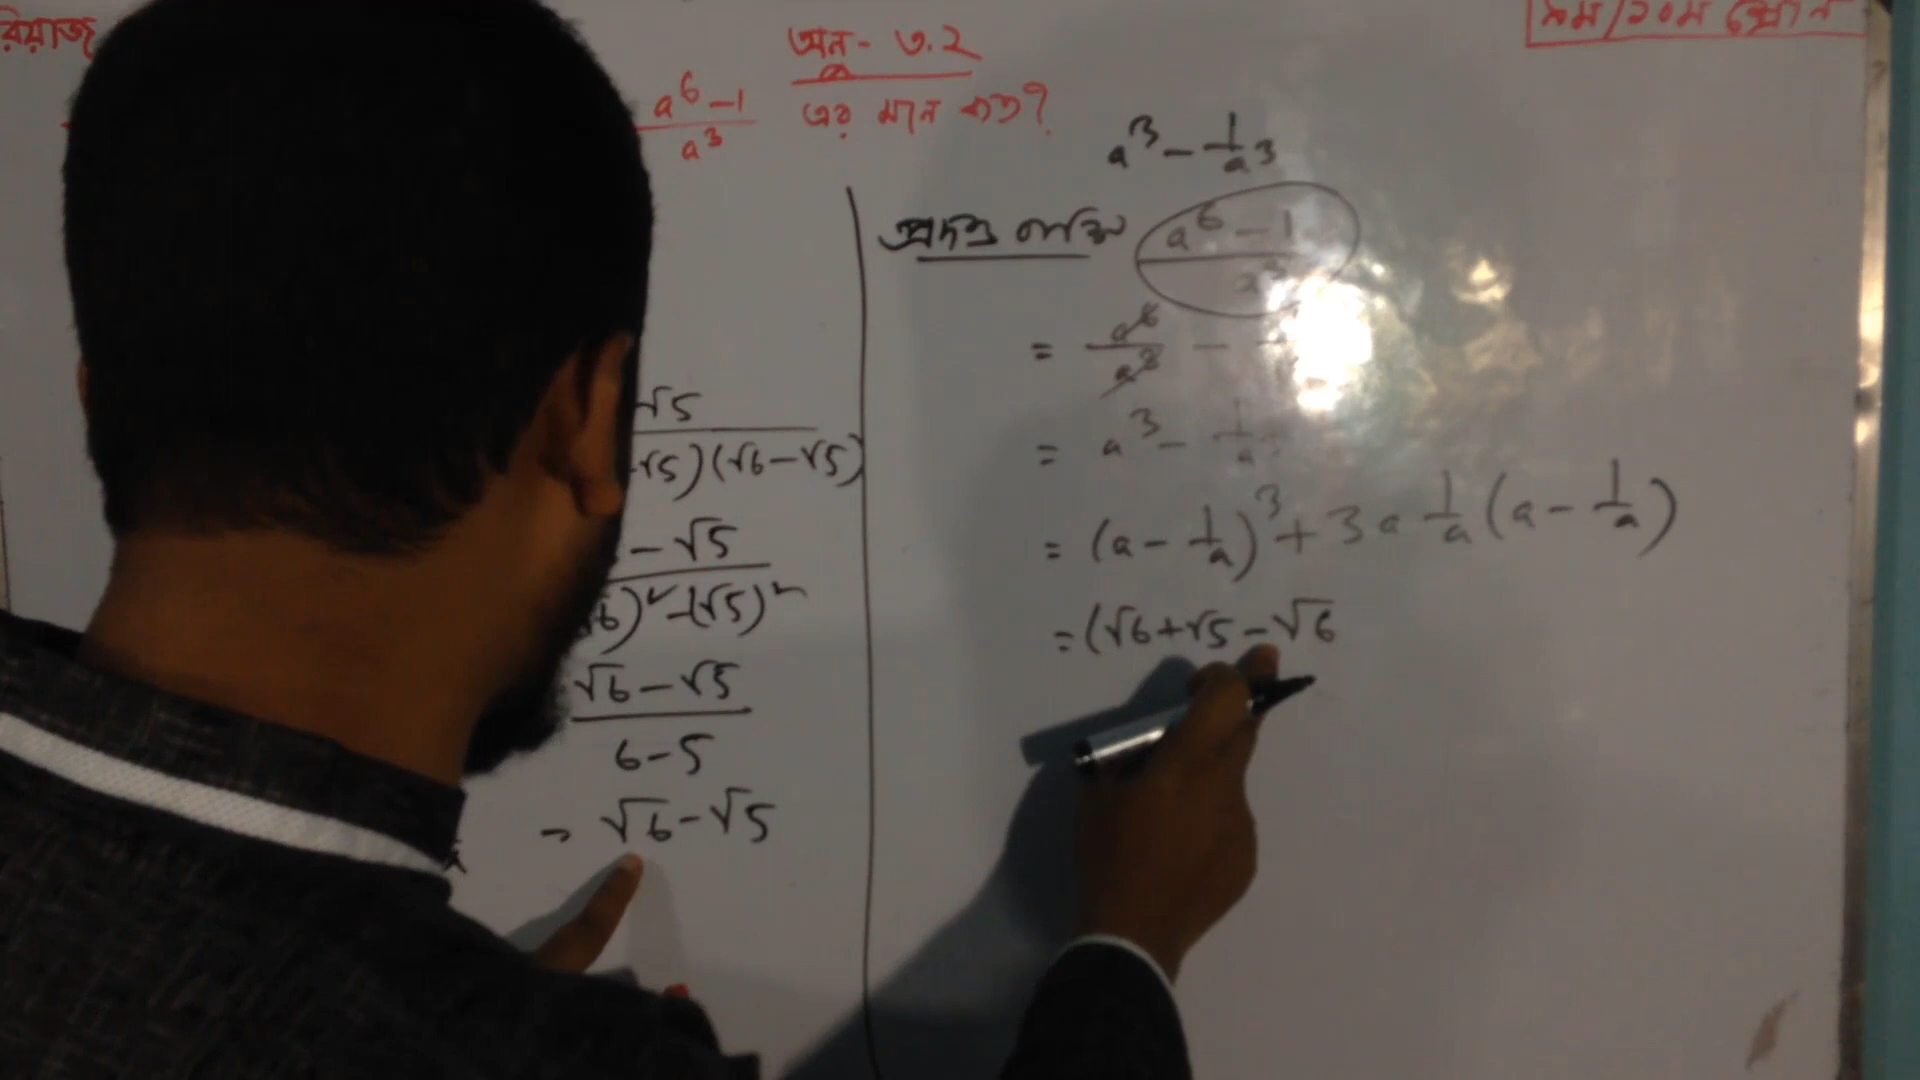 রিয়াজ
অনু- ৩.২
৯ম/১০ম শ্রেণি
a⁶-1 / a³ এর মান কত?
√5
√5)(√6-√5)
- √5
6)² -(√5)²
√6-√5
6-5
= √6-√5
a³ - 1/a³
প্রদত্ত রাশি a⁶-1 / a³
= a⁶/a³ -
= a³ - 1/a³
= (a - 1/a)³ + 3 a 1/a (a - 1/a)
= (√6+√5-√6